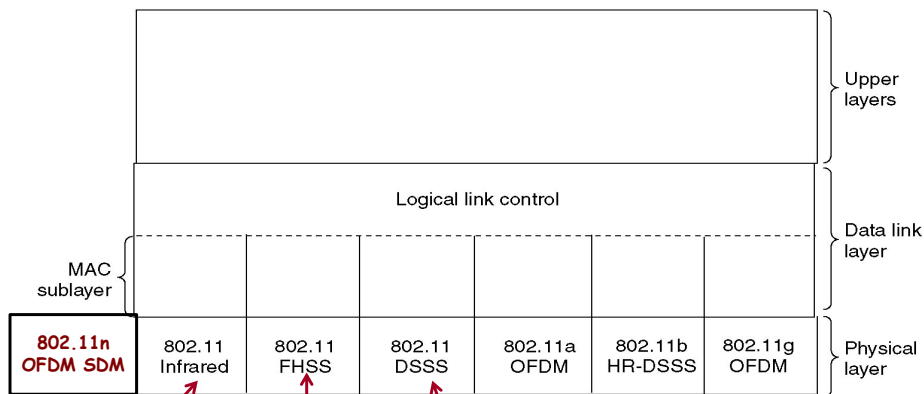 Upper
layers
Logical link control
Data link
layer
MAC
sublayer
802.11n
OFDM SDM
802.11
Infrared
802.11
FHSS
802.11
DSSS
802.11a
OFDM
802.11b
HR-DSSS
802.11g
OFDM
Physical
layer